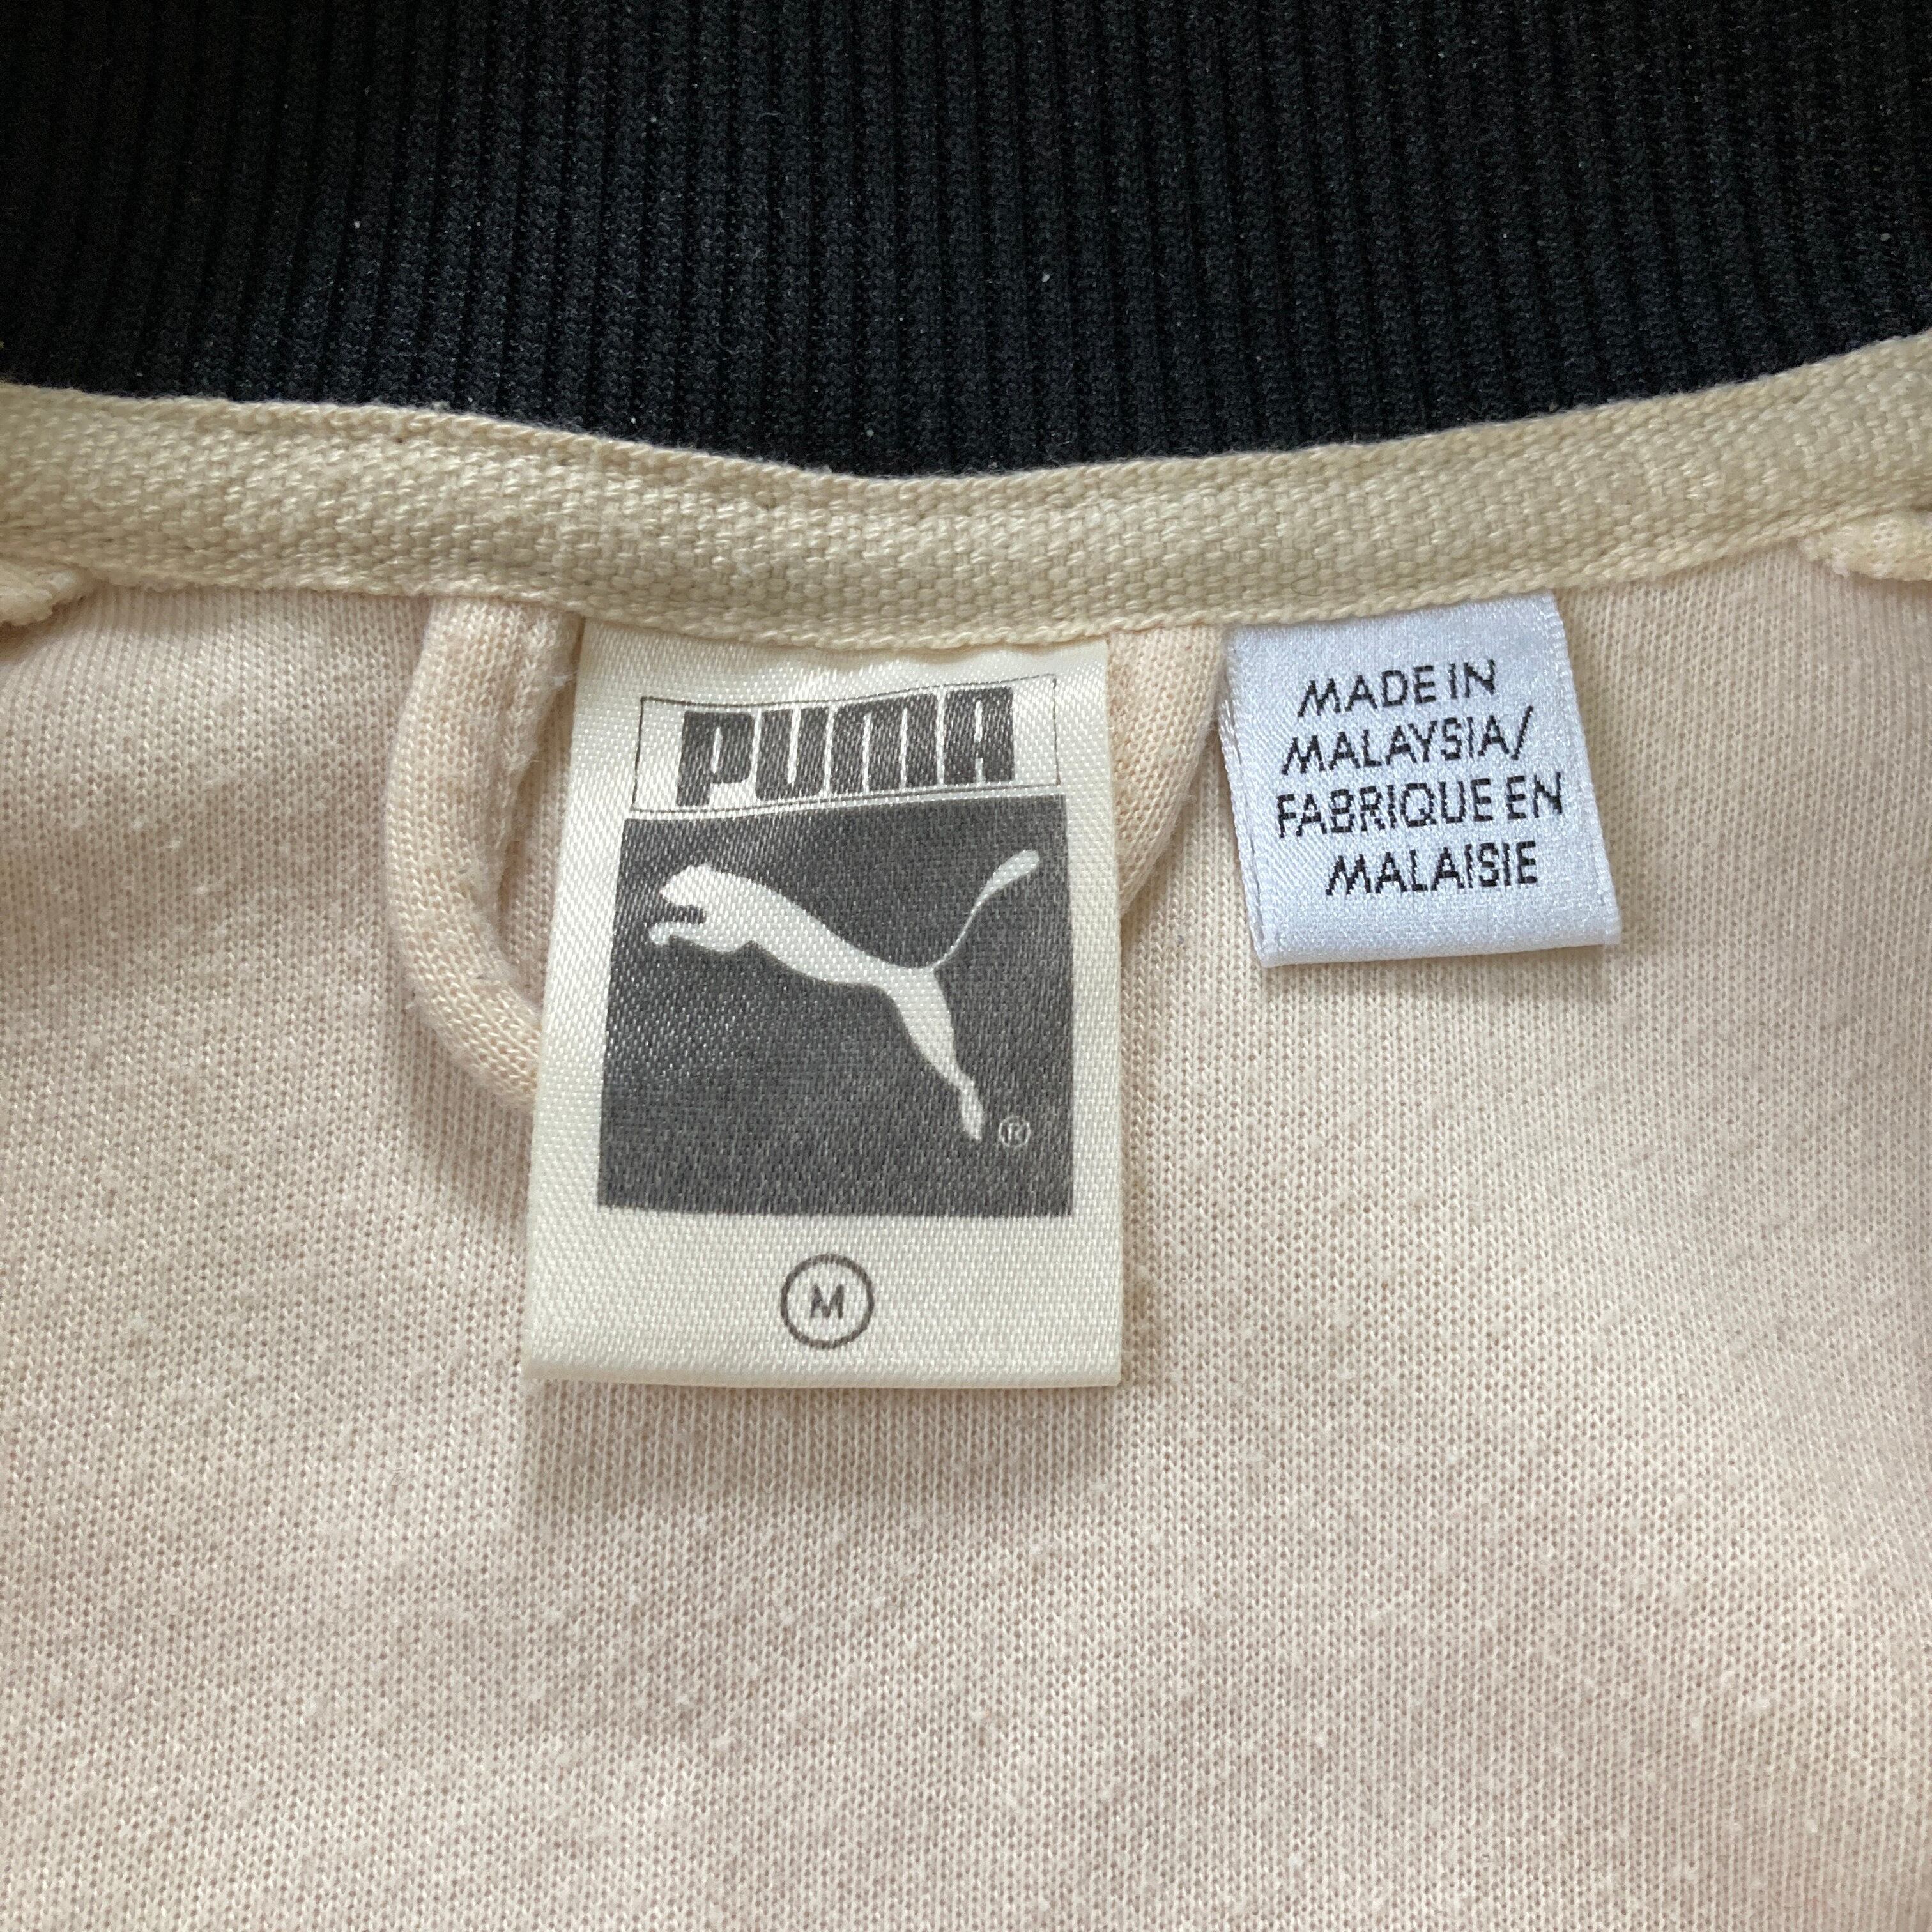 PUMA
®
M
MADE IN
MALAYSIA/
FABRIQUE EN
MALAISIE